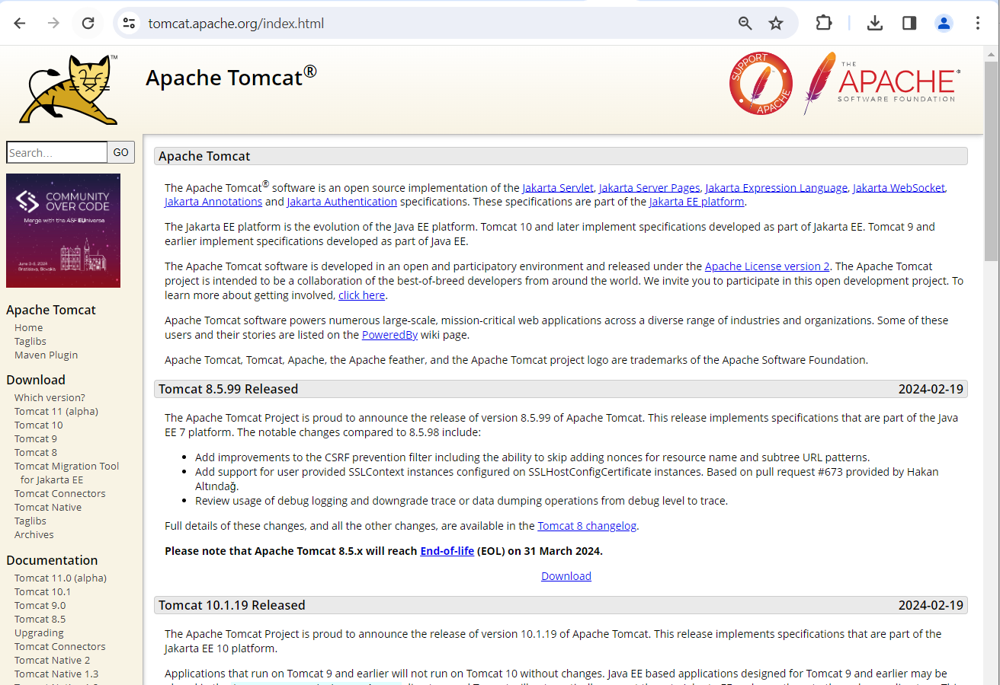 tomcat.apache.org/index.html
TM
Apache Tomcat®
SUPPORT
APACHE
THE
APACHE®
SOFTWARE FOUNDATION
Search…
GO
COMMUNITY
OVER CODE
Merge with the ASF EUniverse
June 3-5, 2024
Bratislava, Slovakia
Apache Tomcat
Home
Taglibs
Maven Plugin
Download
Which version?
Tomcat 11 (alpha)
Tomcat 10
Tomcat 9
Tomcat 8
Tomcat Migration Tool
for Jakarta EE
Tomcat Connectors
Tomcat Native
Taglibs
Archives
Documentation
Tomcat 11.0 (alpha)
Tomcat 10.1
Tomcat 9.0
Tomcat 8.5
Upgrading
Tomcat Connectors
Tomcat Native 2
Tomcat Native 1.3
Apache Tomcat
The Apache Tomcat® software is an open source implementation of the Jakarta Servlet, Jakarta Server Pages, Jakarta Expression Language, Jakarta WebSocket,
Jakarta Annotations and Jakarta Authentication specifications. These specifications are part of the Jakarta EE platform.
The Jakarta EE platform is the evolution of the Java EE platform. Tomcat 10 and later implement specifications developed as part of Jakarta EE. Tomcat 9 and
earlier implement specifications developed as part of Java EE.
The Apache Tomcat software is developed in an open and participatory environment and released under the Apache License version 2. The Apache Tomcat
project is intended to be a collaboration of the best-of-breed developers from around the world. We invite you to participate in this open development project. To
learn more about getting involved, click here.
Apache Tomcat software powers numerous large-scale, mission-critical web applications across a diverse range of industries and organizations. Some of these
users and their stories are listed on the PoweredBy wiki page.
Apache Tomcat, Tomcat, Apache, the Apache feather, and the Apache Tomcat project logo are trademarks of the Apache Software Foundation.
Tomcat 8.5.99 Released 2024-02-19
The Apache Tomcat Project is proud to announce the release of version 8.5.99 of Apache Tomcat. This release implements specifications that are part of the Java
EE 7 platform. The notable changes compared to 8.5.98 include:
• Add improvements to the CSRF prevention filter including the ability to skip adding nonces for resource name and subtree URL patterns.
• Add support for user provided SSLContext instances configured on SSLHostConfigCertificate instances. Based on pull request #673 provided by Hakan
Altındağ.
• Review usage of debug logging and downgrade trace or data dumping operations from debug level to trace.
Full details of these changes, and all the other changes, are available in the Tomcat 8 changelog.
Please note that Apache Tomcat 8.5.x will reach End-of-life (EOL) on 31 March 2024.
Download
Tomcat 10.1.19 Released 2024-02-19
The Apache Tomcat Project is proud to announce the release of version 10.1.19 of Apache Tomcat. This release implements specifications that are part of the
Jakarta EE 10 platform.
Applications that run on Tomcat 9 and earlier will not run on Tomcat 10 without changes. Java EE based applications designed for Tomcat 9 and earlier may be